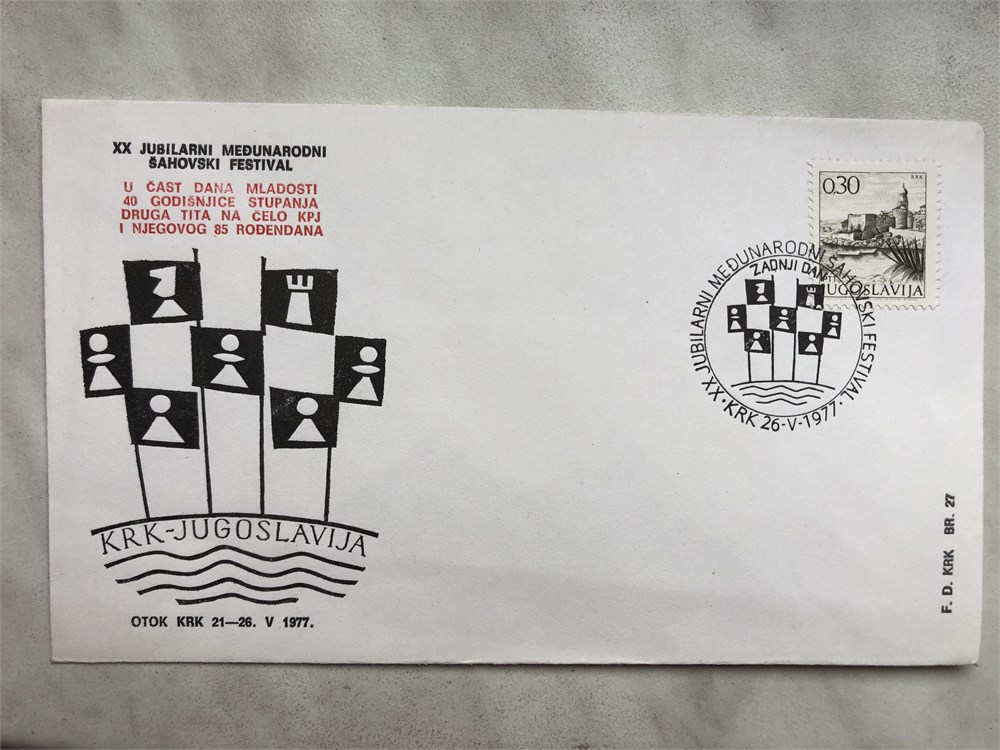 XX JUBILARNI MEĐUNARODNI
ŠAHOVSKI FESTIVAL
U ČAST DANA MLADOSTI
40 GODIŠNJICE STUPANJA
DRUGA TITA NA ČELO KPJ
I NJEGOVOG 85 ROĐENDANA
KRK-JUGOSLAVIJA
OTOK KRK 21—26. V 1977.
0,30
KRK
JUGOSLAVIJA
XX JUBILARNI MEĐUNARODNI ŠAHOVSKI FESTIVAL
ZADNJI DAN
• KRK 26-V-1977 •
F. D. KRK BR. 27